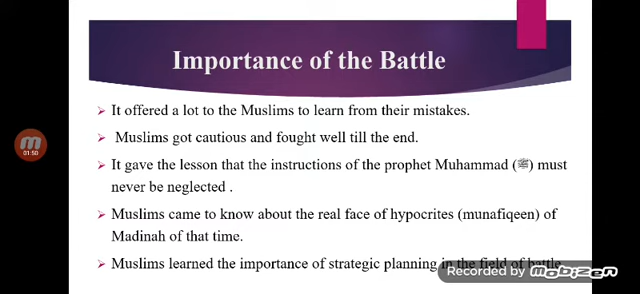 Importance of the Battle
➢ It offered a lot to the Muslims to learn from their mistakes.
➢ Muslims got cautious and fought well till the end.
➢ It gave the lesson that the instructions of the prophet Muhammad (ﷺ) must
never be neglected .
➢ Muslims came to know about the real face of hypocrites (munafiqeen) of
Madinah of that time.
➢ Muslims learned the importance of strategic planning in the field of battle
m
01:50
Recorded by mobizen